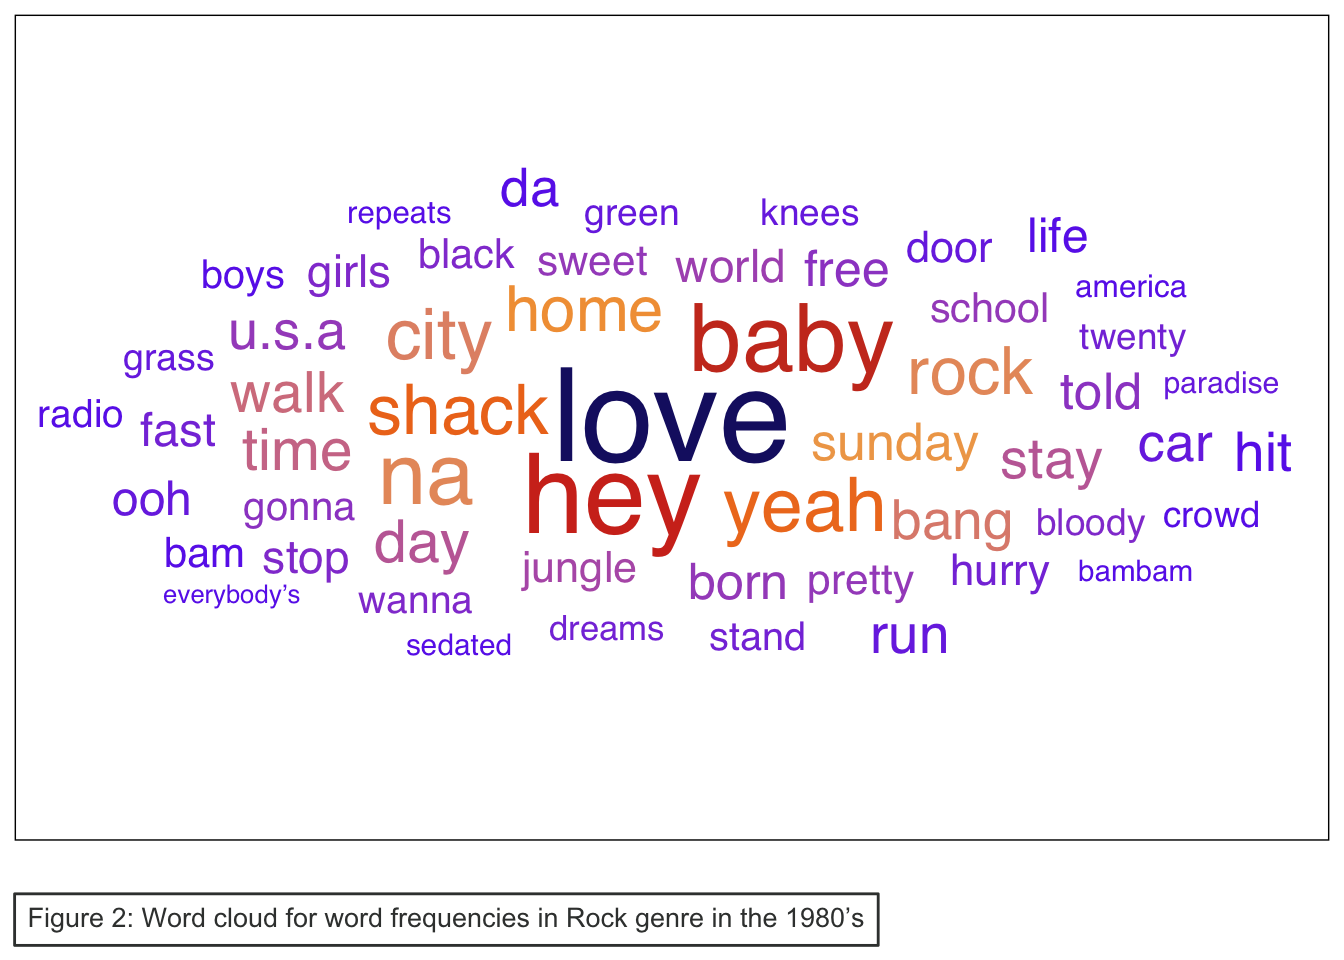 da
repeats green knees
life
black sweet world free door
boys girls america
home school
u.s.a city baby twenty
grass rock
walk shack love told paradise
radio fast sunday car hit
time na stay
ooh gonna hey yeah bang bloody crowd
bam stop day
jungle born pretty hurry bambam
everybody’s wanna
dreams stand run
sedated
Figure 2: Word cloud for word frequencies in Rock genre in the 1980’s